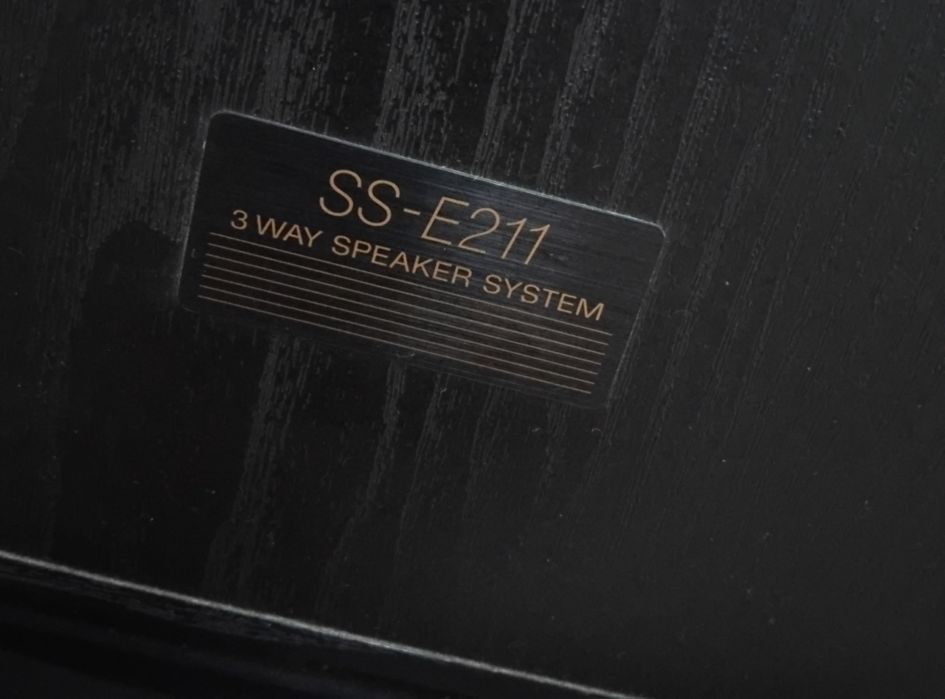 SS-E211
3 WAY SPEAKER SYSTEM